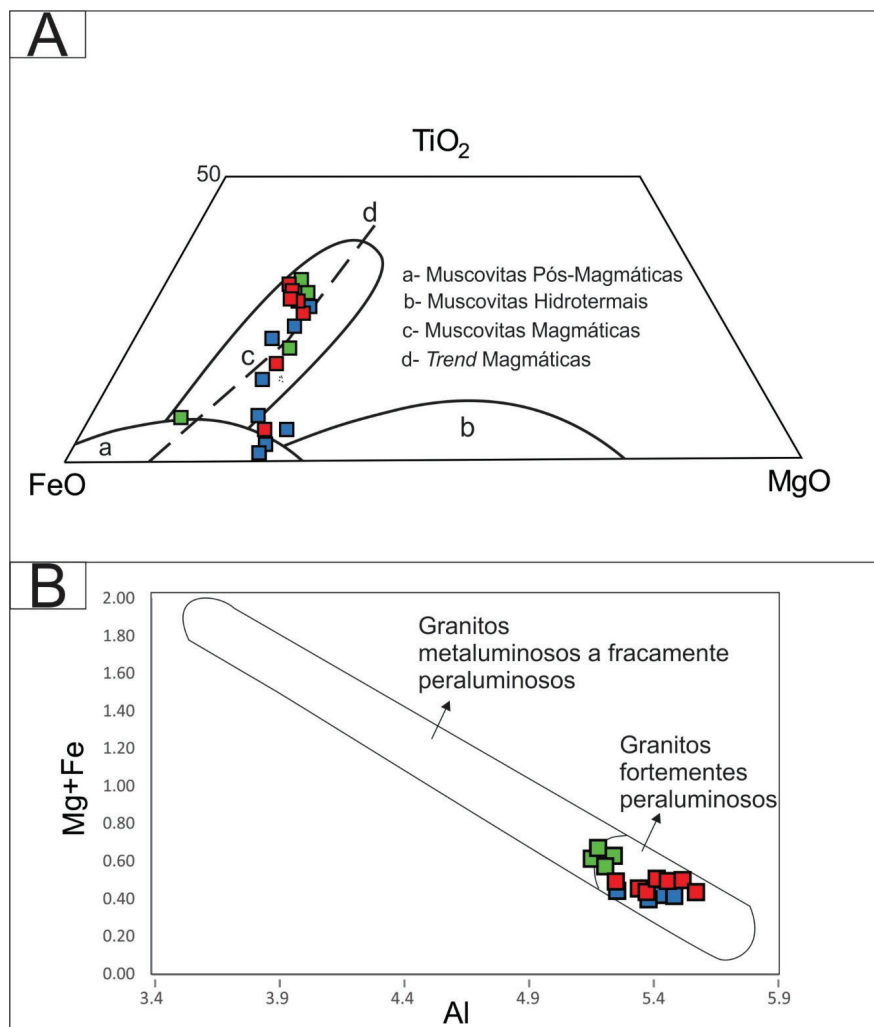 A
TiO2
50
d
a- Muscovitas Pós-Magmáticas
b- Muscovitas Hidrotermais
c- Muscovitas Magmáticas
d- Trend Magmáticas
c
a
b
FeO
MgO
B
2.00
1.80
1.60
1.40
1.20
1.00
0.80
0.60
0.40
0.20
0.00
Mg+Fe
Granitos
metaluminosos a fracamente
peraluminosos
Granitos
fortementes
peraluminosos
3.4
3.9
4.4
4.9
5.4
5.9
Al